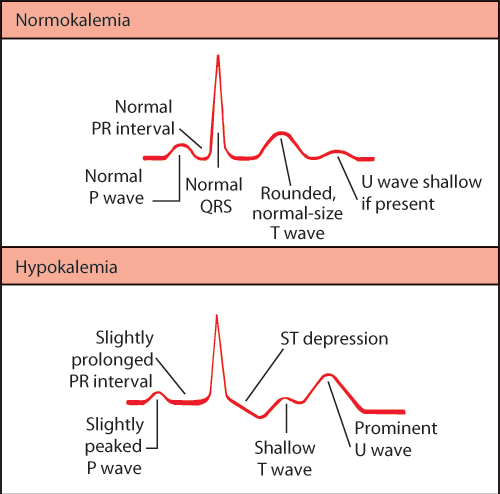 Normokalemia
Normal
PR interval
Normal
P wave
Normal
QRS
Rounded,
normal-size
T wave
U wave shallow
if present
Hypokalemia
Slightly
prolonged
PR interval
ST depression
Slightly
peaked
P wave
Shallow
T wave
Prominent
U wave